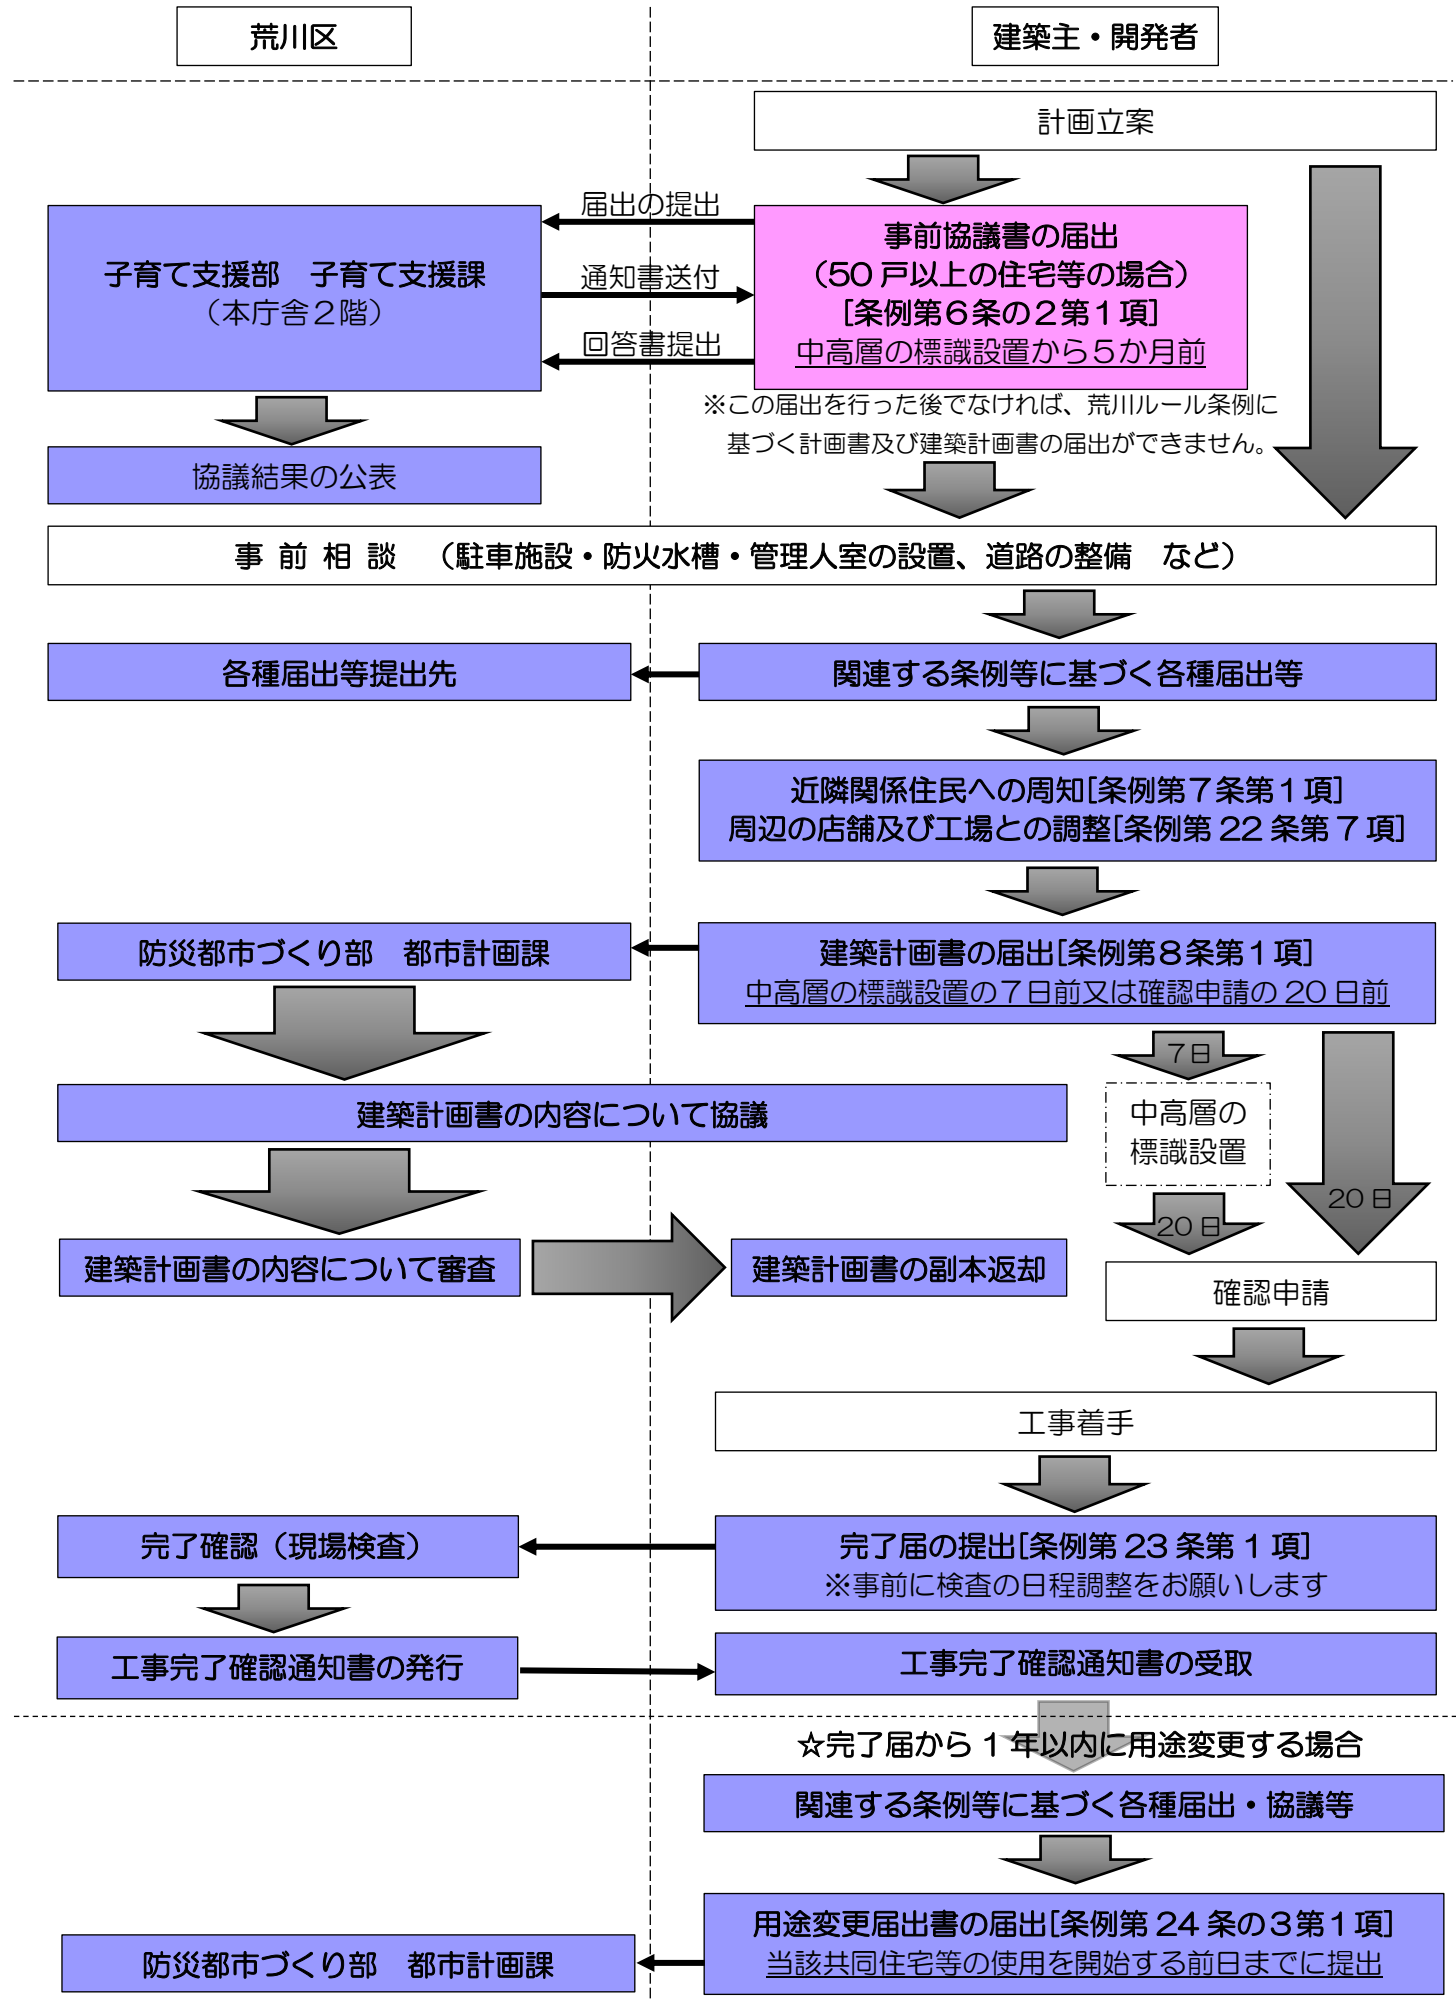 荒川区
建築主・開発者
計画立案
届出の提出
通知書送付
回答書提出
子育て支援部　子育て支援課
（本庁舎２階）
事前協議書の届出
（50 戸以上の住宅等の場合）
[条例第６条の２第１項]
中高層の標識設置から５か月前
※この届出を行った後でなければ、荒川ルール条例に
基づく計画書及び建築計画書の届出ができません。
協議結果の公表
事 前 相 談　（駐車施設・防火水槽・管理人室の設置、道路の整備　など）
各種届出等提出先
関連する条例等に基づく各種届出等
近隣関係住民への周知[条例第７条第１項]
周辺の店舗及び工場との調整[条例第 22 条第 7 項]
防災都市づくり部　都市計画課
建築計画書の届出[条例第８条第１項]
中高層の標識設置の７日前又は確認申請の 20 日前
７日
中高層の
標識設置
20 日
20 日
建築計画書の内容について協議
建築計画書の内容について審査
建築計画書の副本返却
確認申請
工事着手
完了確認（現場検査）
完了届の提出[条例第 23 条第 1 項]
※事前に検査の日程調整をお願いします
工事完了確認通知書の発行
工事完了確認通知書の受取
☆完了届から 1 年以内に用途変更する場合
関連する条例等に基づく各種届出・協議等
用途変更届出書の届出[条例第 24 条の３第１項]
当該共同住宅等の使用を開始する前日までに提出
防災都市づくり部　都市計画課